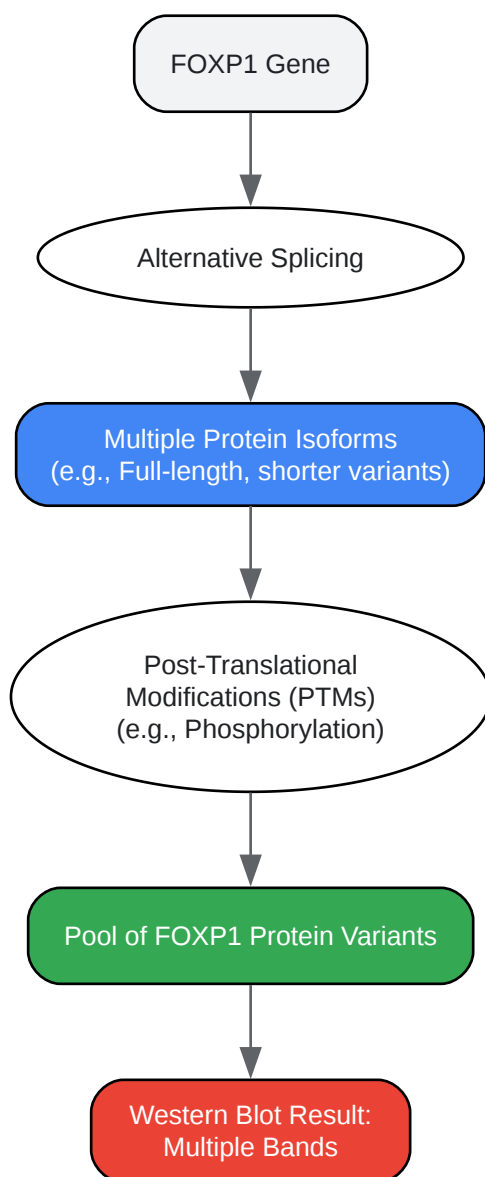 FOXP1 Gene
Alternative Splicing
Multiple Protein Isoforms
(e.g., Full-length, shorter variants)
Post-Translational
Modifications (PTMs)
(e.g., Phosphorylation)
Pool of FOXP1 Protein Variants
Western Blot Result:
Multiple Bands